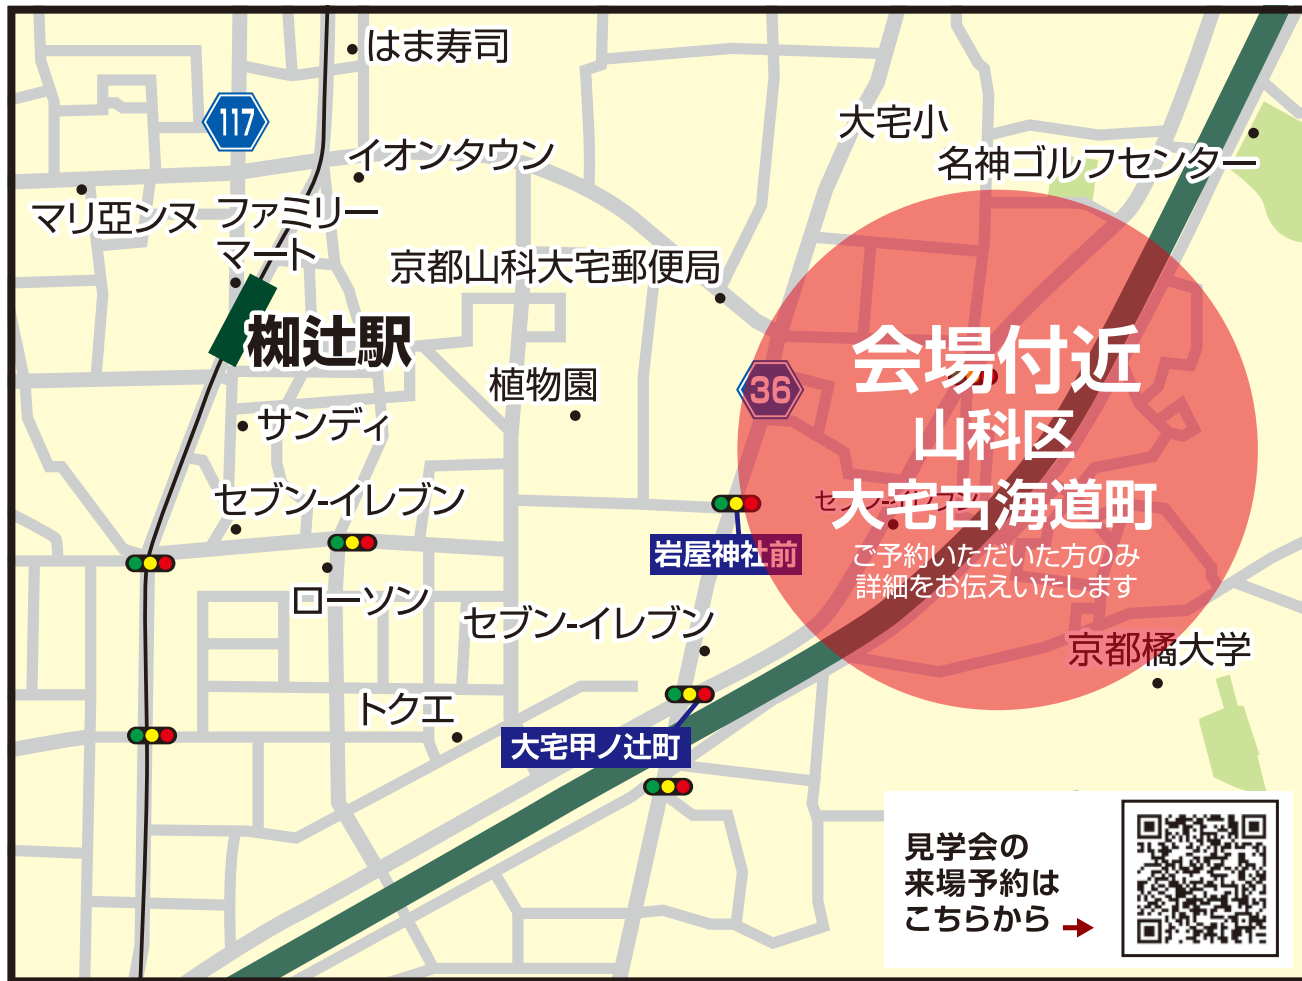 はま寿司
117
大宅小
イオンタウン
名神ゴルフセンター
マリ亞ンヌ
ファミリー
マート
京都山科大宅郵便局
椥辻駅
会場付近
36
植物園
山科区
サンディ
セブン-イレブン
セブン-イレブン
大宅古海道町
岩屋神社前
ご予約いただいた方のみ
詳細をお伝えいたします
ローソン
セブン-イレブン
京都橘大学
トクエ
大宅甲ノ辻町
見学会の
来場予約は
こちらから